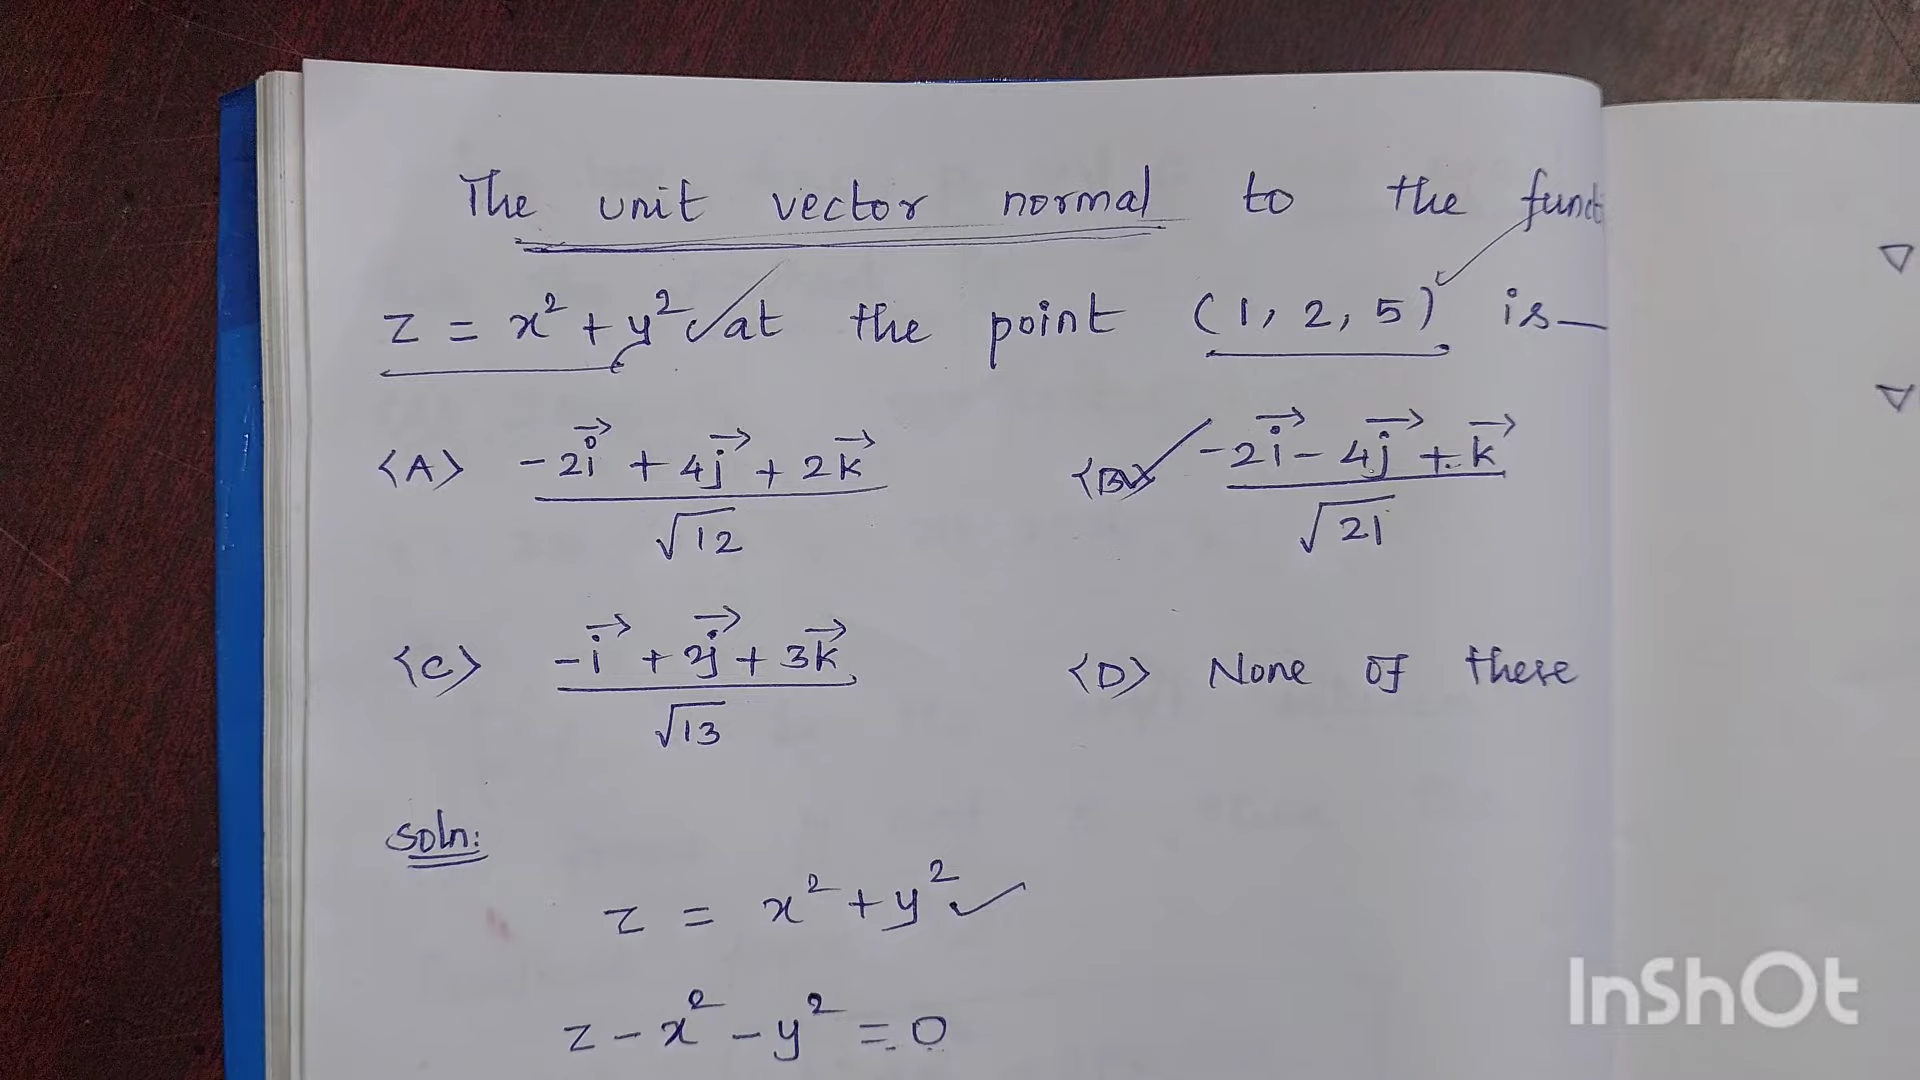 The unit vector normal to the funct
z = x² + y² at the point (1, 2, 5) is —
(A) (-2i⃗ + 4j⃗ + 2k⃗)/√12
(B) (-2i⃗ - 4j⃗ + k⃗)/√21
(C) (-i⃗ + 2j⃗ + 3k⃗)/√13
(D) None of these
Soln:
z = x² + y²
z - x² - y² = 0
InShOt